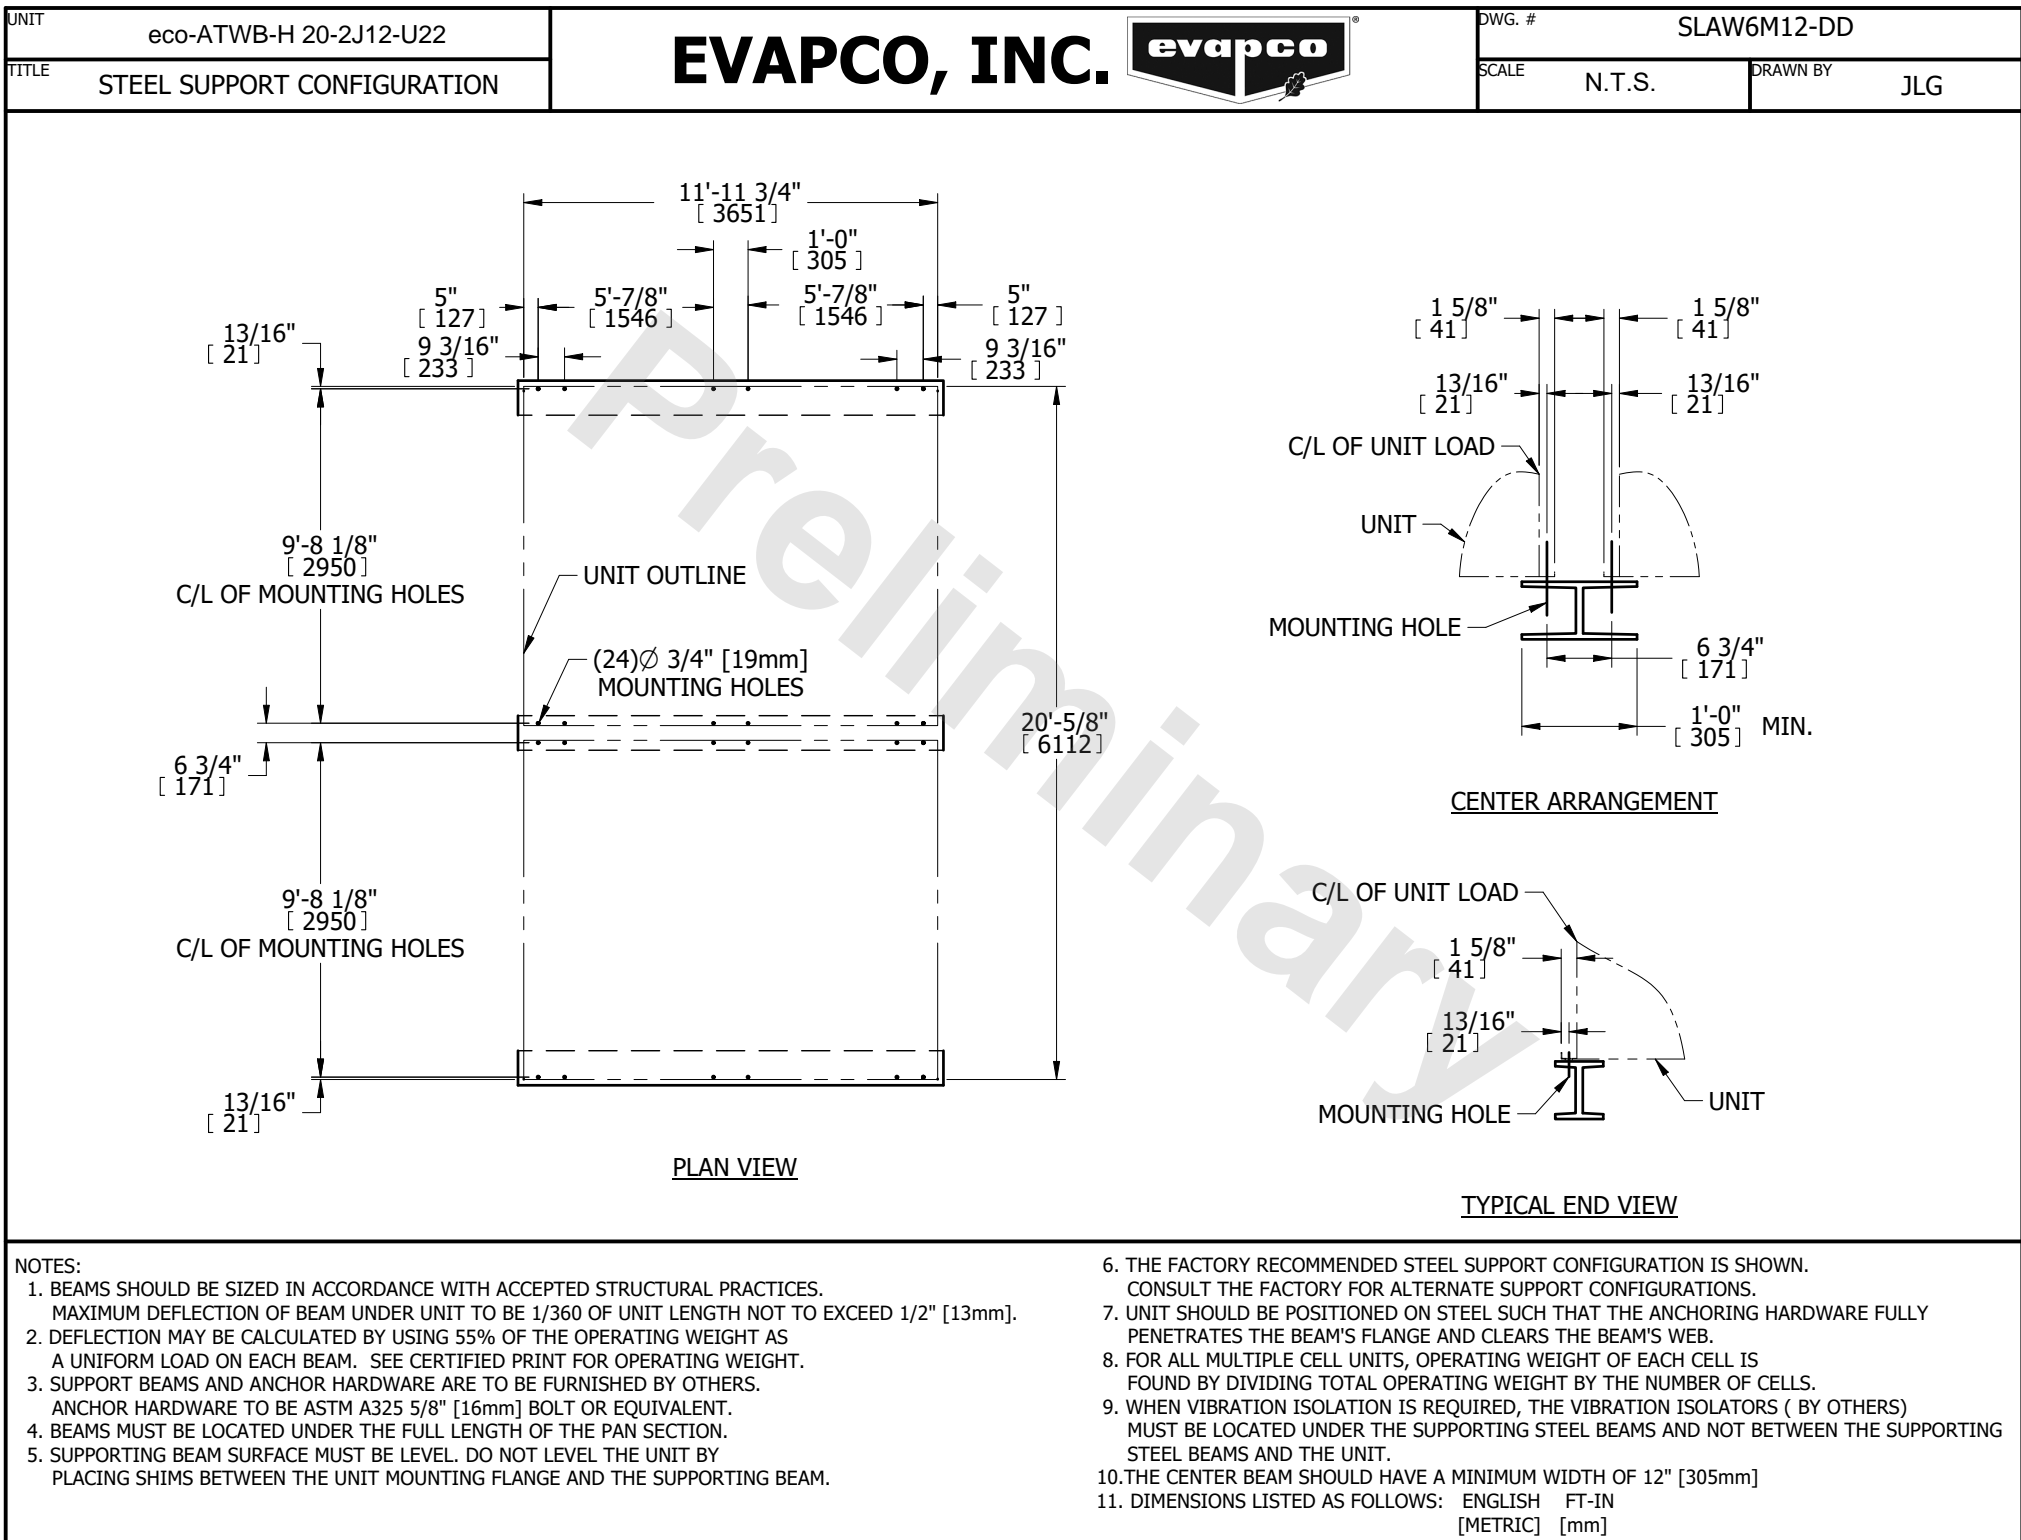 UNIT
eco-ATWB-H 20-2J12-U22
TITLE
STEEL SUPPORT CONFIGURATION
EVAPCO, INC.
evapco
®
DWG. #
SLAW6M12-DD
SCALE
N.T.S.
DRAWN BY
JLG
11'-11 3/4"
[ 3651 ]
1'-0"
[ 305 ]
5"
[ 127 ]
5'-7/8"
[ 1546 ]
5'-7/8"
[ 1546 ]
5"
[ 127 ]
13/16"
[ 21 ]
9 3/16"
[ 233 ]
9 3/16"
[ 233 ]
9'-8 1/8"
[ 2950 ]
C/L OF MOUNTING HOLES
UNIT OUTLINE
(24)Ø 3/4" [19mm]
MOUNTING HOLES
20'-5/8"
[ 6112 ]
6 3/4"
[ 171 ]
9'-8 1/8"
[ 2950 ]
C/L OF MOUNTING HOLES
13/16"
[ 21 ]
PLAN VIEW
1 5/8"
[ 41 ]
1 5/8"
[ 41 ]
13/16"
[ 21 ]
13/16"
[ 21 ]
C/L OF UNIT LOAD
UNIT
MOUNTING HOLE
6 3/4"
[ 171 ]
1'-0"
[ 305 ] MIN.
CENTER ARRANGEMENT
C/L OF UNIT LOAD
1 5/8"
[ 41 ]
13/16"
[ 21 ]
MOUNTING HOLE
UNIT
TYPICAL END VIEW
Preliminary
NOTES:
1. BEAMS SHOULD BE SIZED IN ACCORDANCE WITH ACCEPTED STRUCTURAL PRACTICES.
MAXIMUM DEFLECTION OF BEAM UNDER UNIT TO BE 1/360 OF UNIT LENGTH NOT TO EXCEED 1/2" [13mm].
2. DEFLECTION MAY BE CALCULATED BY USING 55% OF THE OPERATING WEIGHT AS
A UNIFORM LOAD ON EACH BEAM. SEE CERTIFIED PRINT FOR OPERATING WEIGHT.
3. SUPPORT BEAMS AND ANCHOR HARDWARE ARE TO BE FURNISHED BY OTHERS.
ANCHOR HARDWARE TO BE ASTM A325 5/8" [16mm] BOLT OR EQUIVALENT.
4. BEAMS MUST BE LOCATED UNDER THE FULL LENGTH OF THE PAN SECTION.
5. SUPPORTING BEAM SURFACE MUST BE LEVEL. DO NOT LEVEL THE UNIT BY
PLACING SHIMS BETWEEN THE UNIT MOUNTING FLANGE AND THE SUPPORTING BEAM.
6. THE FACTORY RECOMMENDED STEEL SUPPORT CONFIGURATION IS SHOWN.
CONSULT THE FACTORY FOR ALTERNATE SUPPORT CONFIGURATIONS.
7. UNIT SHOULD BE POSITIONED ON STEEL SUCH THAT THE ANCHORING HARDWARE FULLY
PENETRATES THE BEAM'S FLANGE AND CLEARS THE BEAM'S WEB.
8. FOR ALL MULTIPLE CELL UNITS, OPERATING WEIGHT OF EACH CELL IS
FOUND BY DIVIDING TOTAL OPERATING WEIGHT BY THE NUMBER OF CELLS.
9. WHEN VIBRATION ISOLATION IS REQUIRED, THE VIBRATION ISOLATORS ( BY OTHERS)
MUST BE LOCATED UNDER THE SUPPORTING STEEL BEAMS AND NOT BETWEEN THE SUPPORTING
STEEL BEAMS AND THE UNIT.
10.THE CENTER BEAM SHOULD HAVE A MINIMUM WIDTH OF 12" [305mm]
11. DIMENSIONS LISTED AS FOLLOWS: ENGLISH FT-IN
[METRIC] [mm]